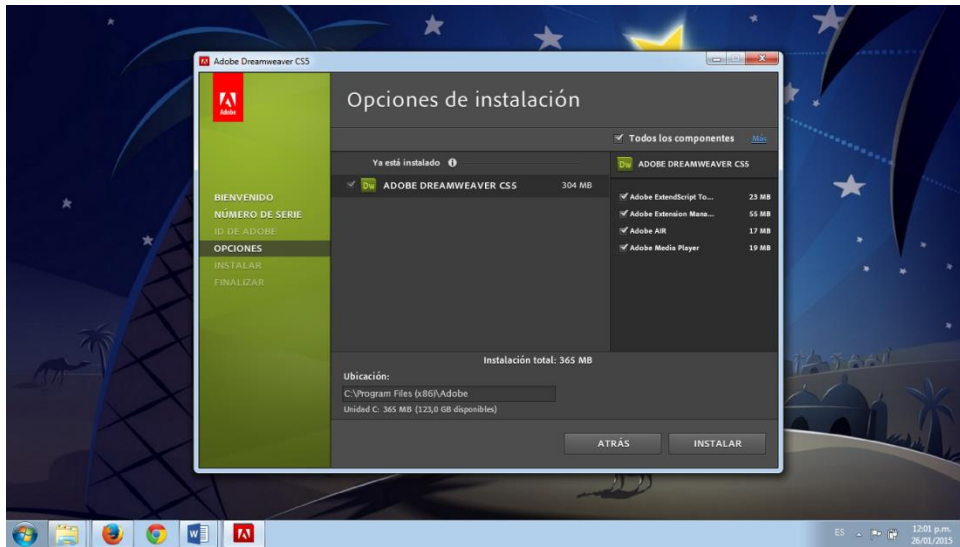 Adobe Dreamweaver CS5
Adobe
Opciones de instalación
Todos los componentes Más
Ya está instalado
Dw ADOBE DREAMWEAVER CS5
Dw ADOBE DREAMWEAVER CS5 304 MB
Adobe ExtendScript To... 23 MB
Adobe Extension Mana... 55 MB
Adobe AIR 17 MB
Adobe Media Player 19 MB
BIENVENIDO
NÚMERO DE SERIE
ID DE ADOBE
OPCIONES
INSTALAR
FINALIZAR
Instalación total: 365 MB
Ubicación:
C:\Program Files (x86)\Adobe
Unidad C: 365 MB (123,0 GB disponibles)
ATRÁS INSTALAR
ES
12:01 p.m.
26/01/2015